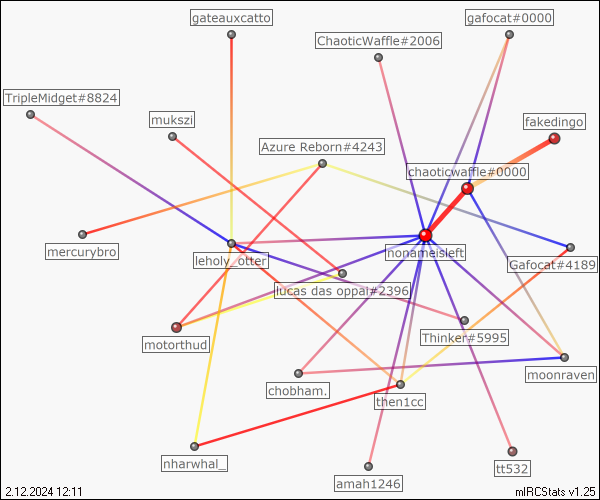 gateauxcatto
gafocat#0000
ChaoticWaffle#2006
TripleMidget#8824
mukszi
fakedingo
Azure Reborn#4243
chaoticwaffle#0000
mercurybro
leholy_otter
nonameisleft
Gafocat#4189
lucas das oppai#2396
motorthud
Thinker#5995
moonraven
chobham.
then1cc
nharwhal_
amah1246
tt532
2.12.2024 12:11
mIRCStats v1.25